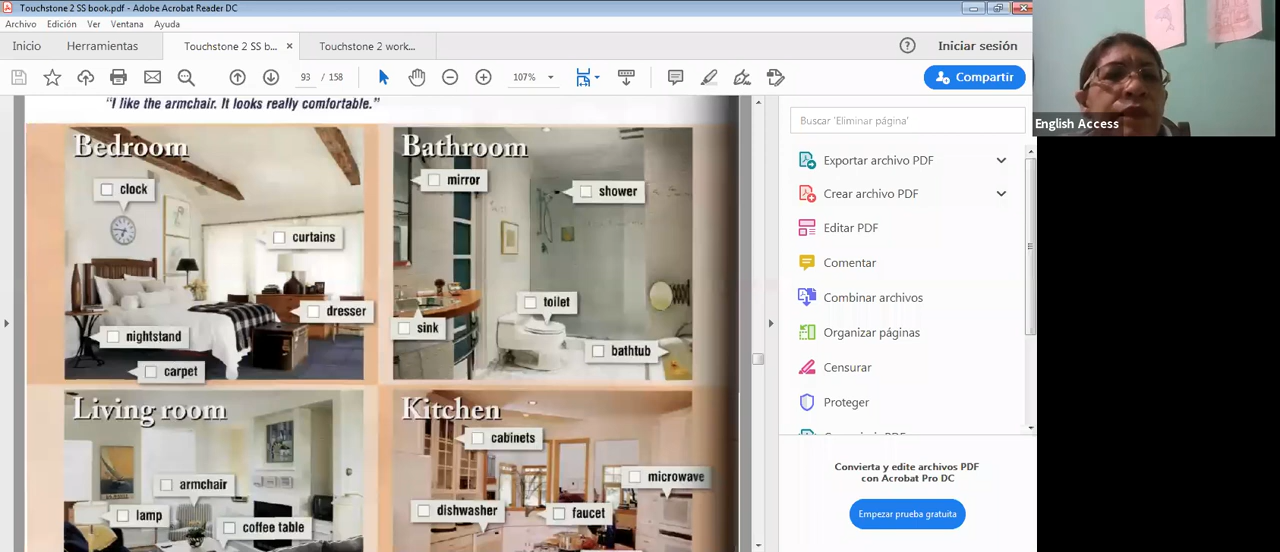 Touchstone 2 SS book.pdf - Adobe Acrobat Reader DC
Archivo Edición Ver Ventana Ayuda
Inicio Herramientas Touchstone 2 SS b... × Touchstone 2 work... Iniciar sesión
93 / 158 107% Compartir
"I like the armchair. It looks really comfortable."
Bedroom
clock
curtains
dresser
nightstand
carpet
Bathroom
mirror
shower
toilet
sink
bathtub
Living room
armchair
lamp
coffee table
Kitchen
cabinets
microwave
dishwasher
faucet
Buscar 'Eliminar página'
Exportar archivo PDF
Crear archivo PDF
Editar PDF
Comentar
Combinar archivos
Organizar páginas
Censurar
Proteger
Convierta y edite archivos PDF
con Acrobat Pro DC
Empezar prueba gratuita
English Access